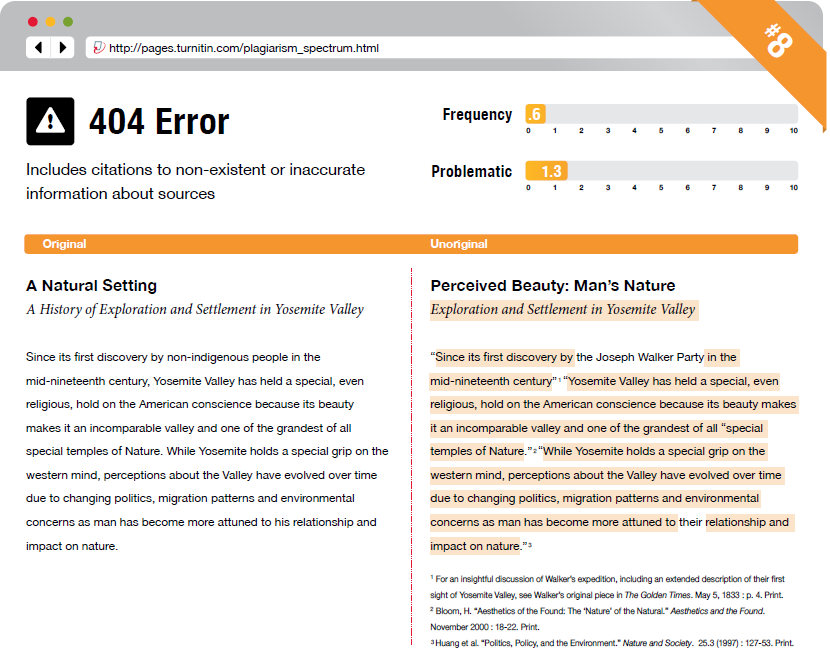 http://pages.turnitin.com/plagiarism_spectrum.html
#8
404 Error
Includes citations to non-existent or inaccurate
information about sources
Frequency
.6
0 1 2 3 4 5 6 7 8 9 10
Problematic
1.3
0 1 2 3 4 5 6 7 8 9 10
Original
A Natural Setting
A History of Exploration and Settlement in Yosemite Valley
Since its first discovery by non-indigenous people in the
mid-nineteenth century, Yosemite Valley has held a special, even
religious, hold on the American conscience because its beauty
makes it an incomparable valley and one of the grandest of all
special temples of Nature. While Yosemite holds a special grip on the
western mind, perceptions about the Valley have evolved over time
due to changing politics, migration patterns and environmental
concerns as man has become more attuned to his relationship and
impact on nature.
Unoriginal
Perceived Beauty: Man’s Nature
Exploration and Settlement in Yosemite Valley
“Since its first discovery by the Joseph Walker Party in the
mid-nineteenth century”¹ “Yosemite Valley has held a special, even
religious, hold on the American conscience because its beauty makes
it an incomparable valley and one of the grandest of all “special
temples of Nature.”² “While Yosemite holds a special grip on the
western mind, perceptions about the Valley have evolved over time
due to changing politics, migration patterns and environmental
concerns as man has become more attuned to their relationship and
impact on nature.”³
¹ For an insightful discussion of Walker’s expedition, including an extended description of their first
sight of Yosemite Valley, see Walker’s original piece in The Golden Times. May 5, 1833 : p. 4. Print.
² Bloom, H. “Aesthetics of the Found: The ‘Nature’ of the Natural.” Aesthetics and the Found.
November 2000 : 18-22. Print.
³ Huang et al. “Politics, Policy, and the Environment.” Nature and Society. 25.3 (1997) : 127-53. Print.